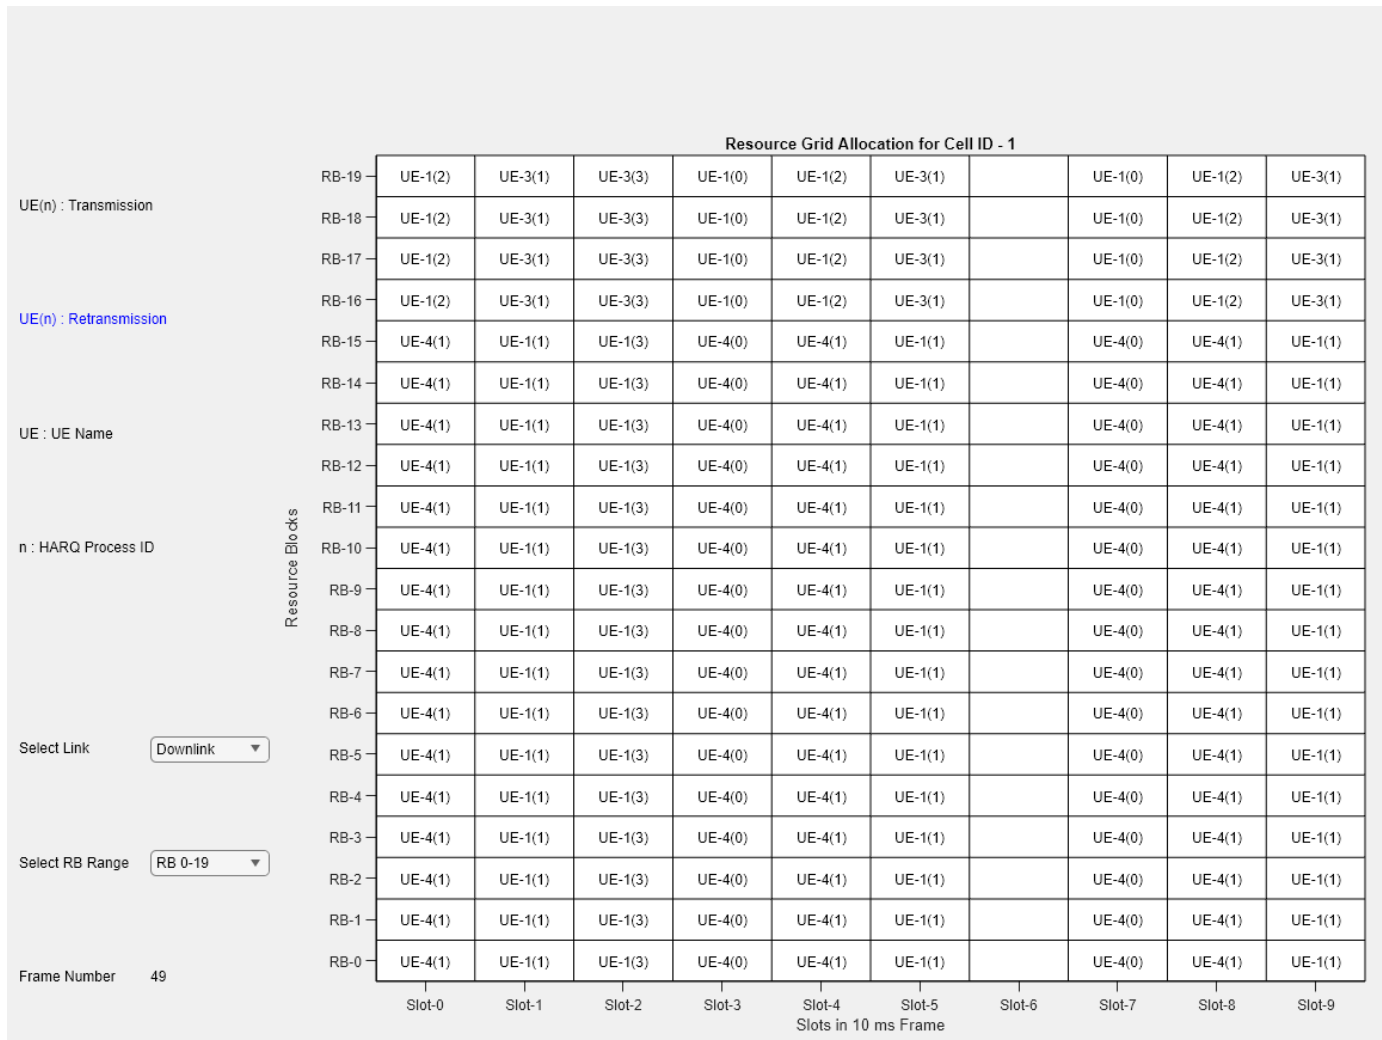 Resource Grid Allocation for Cell ID - 1
UE(n) : Transmission
UE(n) : Retransmission
UE : UE Name
n : HARQ Process ID
Select Link Downlink
Select RB Range RB 0-19
Frame Number 49
Resource Blocks
RB-19 UE-1(2) UE-3(1) UE-3(3) UE-1(0) UE-1(2) UE-3(1) UE-1(0) UE-1(2) UE-3(1)
RB-18 UE-1(2) UE-3(1) UE-3(3) UE-1(0) UE-1(2) UE-3(1) UE-1(0) UE-1(2) UE-3(1)
RB-17 UE-1(2) UE-3(1) UE-3(3) UE-1(0) UE-1(2) UE-3(1) UE-1(0) UE-1(2) UE-3(1)
RB-16 UE-1(2) UE-3(1) UE-3(3) UE-1(0) UE-1(2) UE-3(1) UE-1(0) UE-1(2) UE-3(1)
RB-15 UE-4(1) UE-1(1) UE-1(3) UE-4(0) UE-4(1) UE-1(1) UE-4(0) UE-4(1) UE-1(1)
RB-14 UE-4(1) UE-1(1) UE-1(3) UE-4(0) UE-4(1) UE-1(1) UE-4(0) UE-4(1) UE-1(1)
RB-13 UE-4(1) UE-1(1) UE-1(3) UE-4(0) UE-4(1) UE-1(1) UE-4(0) UE-4(1) UE-1(1)
RB-12 UE-4(1) UE-1(1) UE-1(3) UE-4(0) UE-4(1) UE-1(1) UE-4(0) UE-4(1) UE-1(1)
RB-11 UE-4(1) UE-1(1) UE-1(3) UE-4(0) UE-4(1) UE-1(1) UE-4(0) UE-4(1) UE-1(1)
RB-10 UE-4(1) UE-1(1) UE-1(3) UE-4(0) UE-4(1) UE-1(1) UE-4(0) UE-4(1) UE-1(1)
RB-9 UE-4(1) UE-1(1) UE-1(3) UE-4(0) UE-4(1) UE-1(1) UE-4(0) UE-4(1) UE-1(1)
RB-8 UE-4(1) UE-1(1) UE-1(3) UE-4(0) UE-4(1) UE-1(1) UE-4(0) UE-4(1) UE-1(1)
RB-7 UE-4(1) UE-1(1) UE-1(3) UE-4(0) UE-4(1) UE-1(1) UE-4(0) UE-4(1) UE-1(1)
RB-6 UE-4(1) UE-1(1) UE-1(3) UE-4(0) UE-4(1) UE-1(1) UE-4(0) UE-4(1) UE-1(1)
RB-5 UE-4(1) UE-1(1) UE-1(3) UE-4(0) UE-4(1) UE-1(1) UE-4(0) UE-4(1) UE-1(1)
RB-4 UE-4(1) UE-1(1) UE-1(3) UE-4(0) UE-4(1) UE-1(1) UE-4(0) UE-4(1) UE-1(1)
RB-3 UE-4(1) UE-1(1) UE-1(3) UE-4(0) UE-4(1) UE-1(1) UE-4(0) UE-4(1) UE-1(1)
RB-2 UE-4(1) UE-1(1) UE-1(3) UE-4(0) UE-4(1) UE-1(1) UE-4(0) UE-4(1) UE-1(1)
RB-1 UE-4(1) UE-1(1) UE-1(3) UE-4(0) UE-4(1) UE-1(1) UE-4(0) UE-4(1) UE-1(1)
RB-0 UE-4(1) UE-1(1) UE-1(3) UE-4(0) UE-4(1) UE-1(1) UE-4(0) UE-4(1) UE-1(1)
Slot-0 Slot-1 Slot-2 Slot-3 Slot-4 Slot-5 Slot-6 Slot-7 Slot-8 Slot-9
Slots in 10 ms Frame